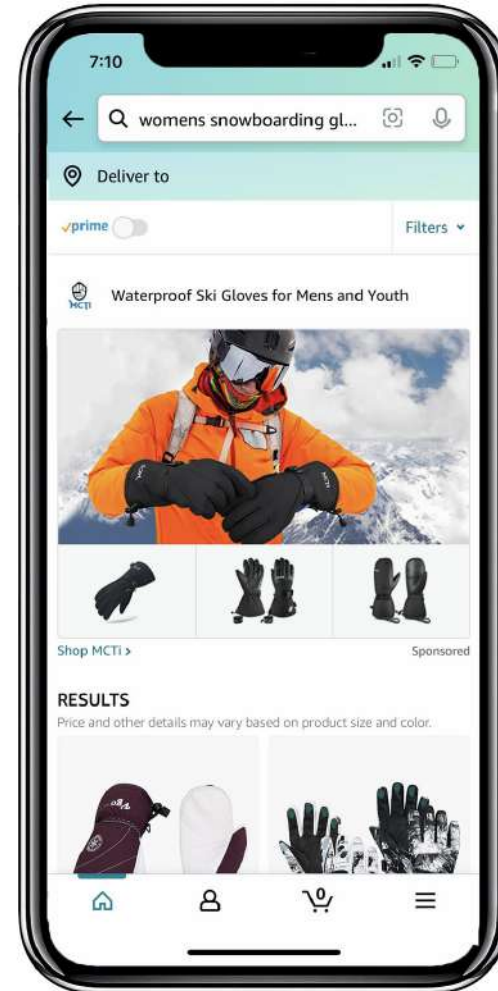 7:10
womens snowboarding gl...
Deliver to
prime
Filters
MCTI
Waterproof Ski Gloves for Mens and Youth
MCTI
Shop MCTi >
Sponsored
RESULTS
Price and other details may vary based on product size and color.
0